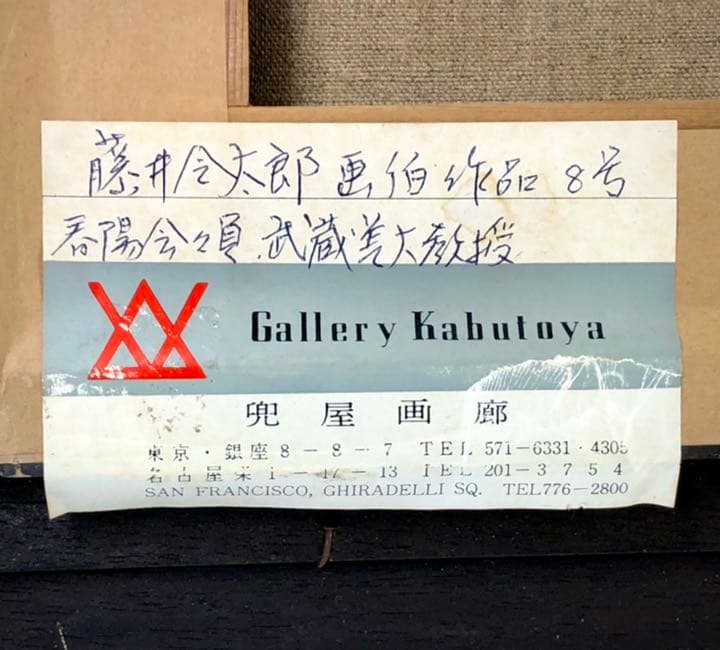 藤井令太郎画伯作品 8号
春陽会々員、武蔵美大教授
Gallery Kabutoya
兜屋画廊
東京・銀座8-8-7 TEL 571-6331・4305
名古屋栄1-17-13 TEL 201-3754
SAN FRANCISCO, GHIRADELLI SQ. TEL776-2800